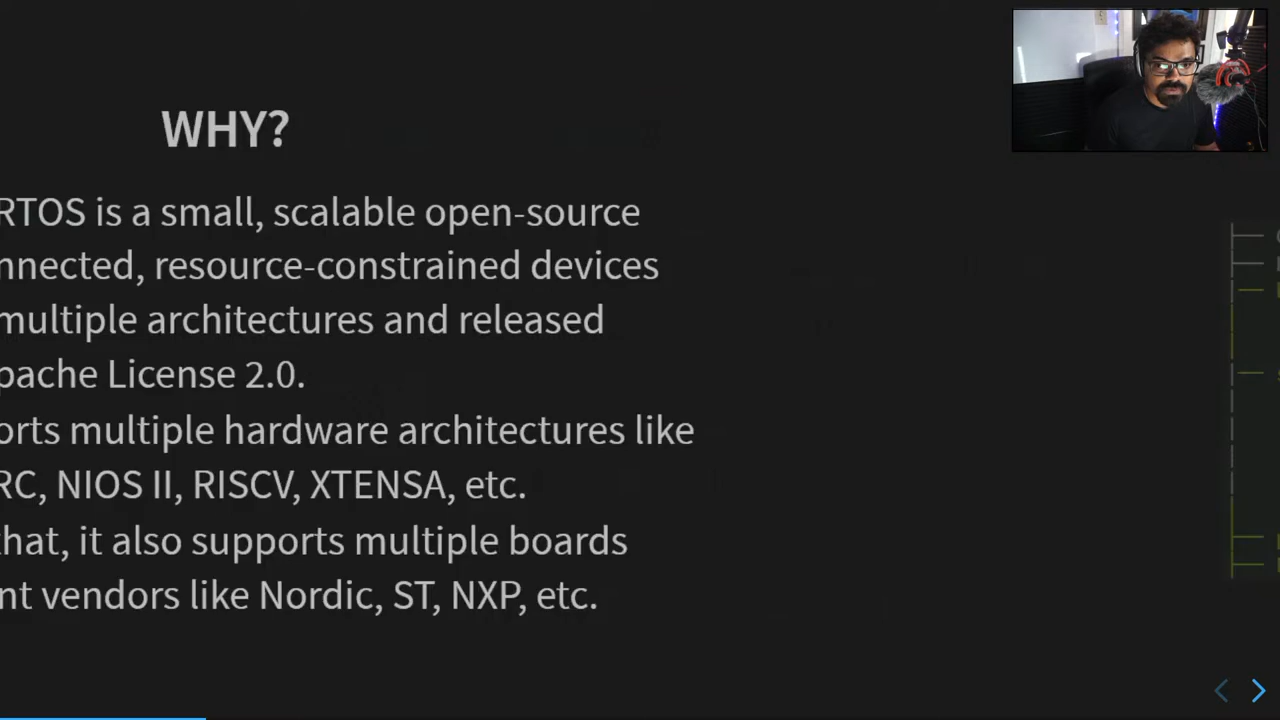 WHY?
RTOS is a small, scalable open-source
nnected, resource-constrained devices
multiple architectures and released
pache License 2.0.
orts multiple hardware architectures like
RC, NIOS II, RISCV, XTENSA, etc.
that, it also supports multiple boards
nt vendors like Nordic, ST, NXP, etc.